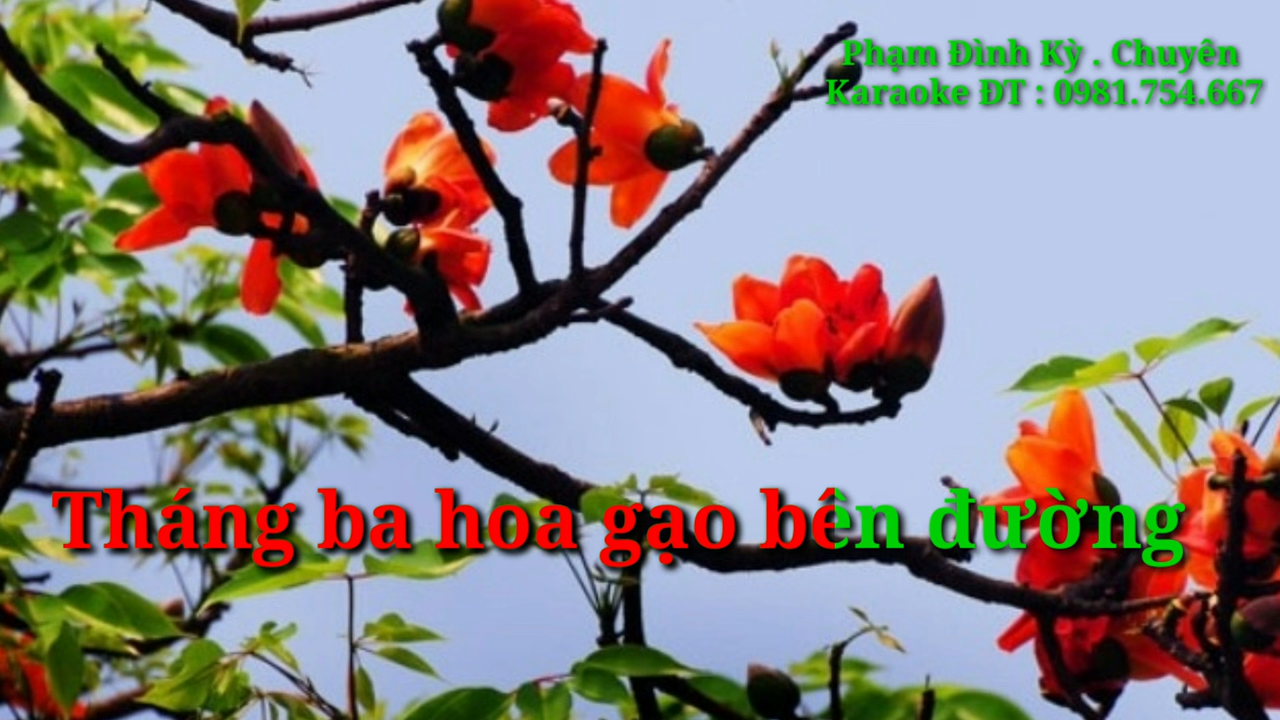 Phạm Đình Kỳ . Chuyên
Karaoke ĐT : 0981.754.667
Tháng ba hoa gạo bên đường